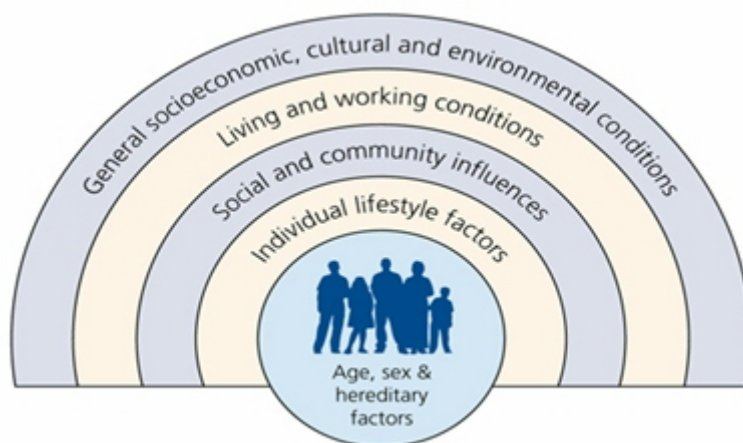 General socioeconomic, cultural and environmental conditions
Living and working conditions
Social and community influences
Individual lifestyle factors
Age, sex &
hereditary
factors